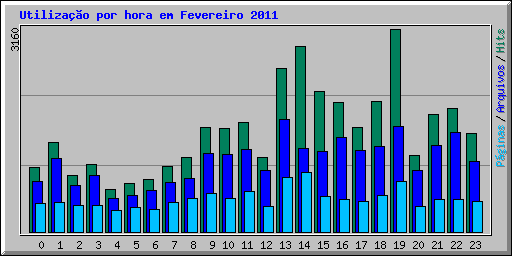 Utilização por hora em Fevereiro 2011
3160
Páginas / Arquivos / Hits
0 1 2 3 4 5 6 7 8 9 10 11 12 13 14 15 16 17 18 19 20 21 22 23